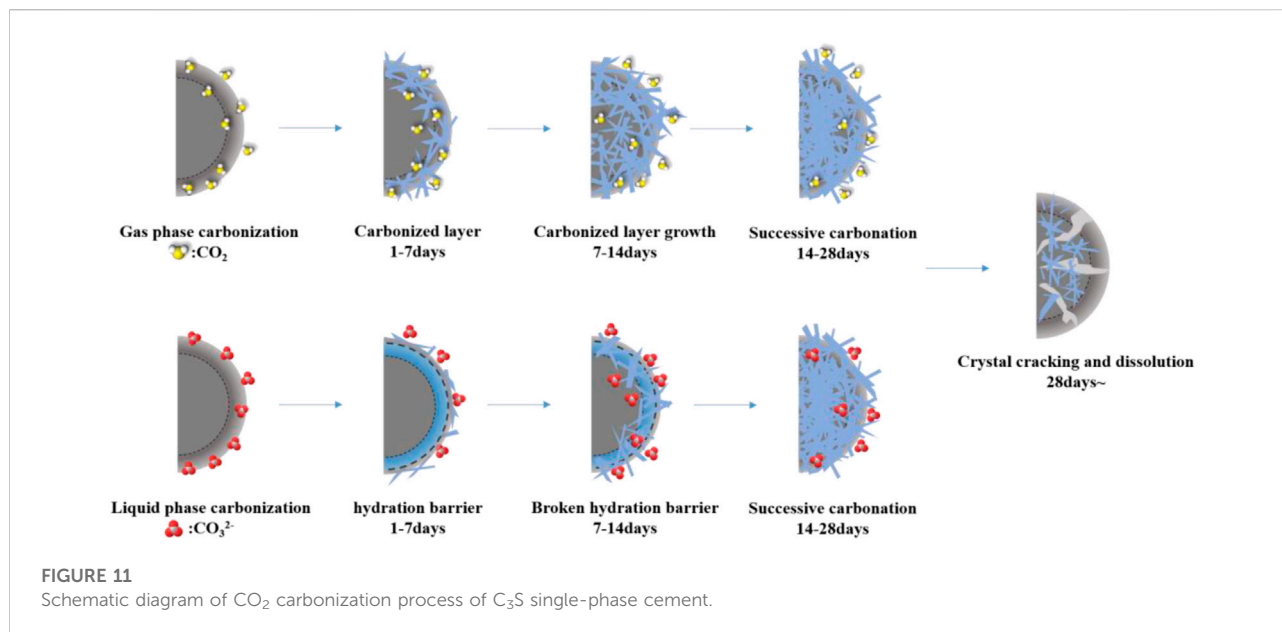 Gas phase carbonization
:CO₂
Carbonized layer
1-7days
Carbonized layer growth
7-14days
Successive carbonation
14-28days
Crystal cracking and dissolution
28days~
Liquid phase carbonization
:CO₃²⁻
hydration barrier
1-7days
Broken hydration barrier
7-14days
Successive carbonation
14-28days
FIGURE 11
Schematic diagram of CO₂ carbonization process of C₃S single-phase cement.